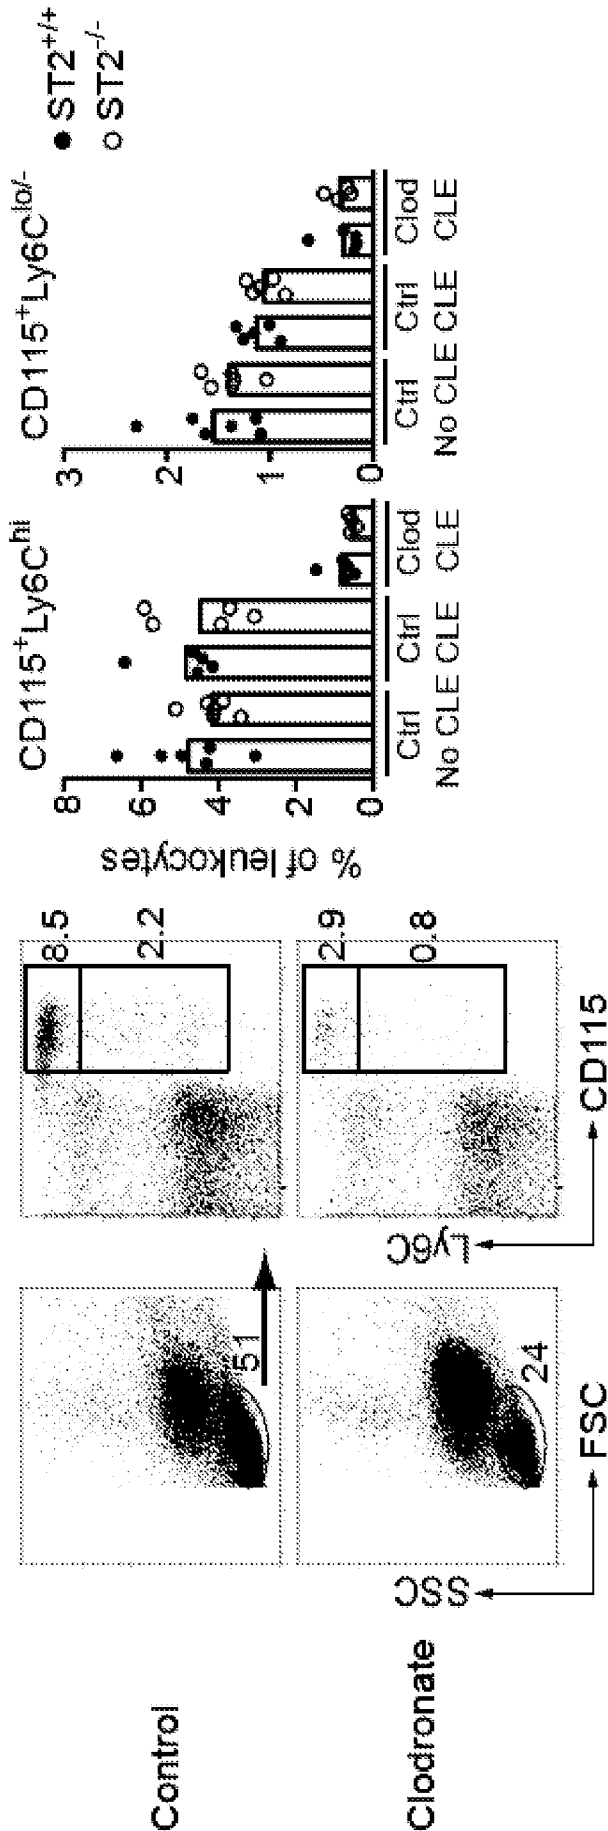 Control
Clodronate
51
24
SSC
FSC
8.5
2.2
2.9
0.8
Ly6C
CD115
CD115+Ly6Chi
% of leukocytes
8
6
4
2
0
Ctrl Ctrl Clod
No CLE CLE CLE
CD115+Ly6Clo/-
3
2
1
0
Ctrl Ctrl Clod
No CLE CLE CLE
ST2+/+
ST2-/-